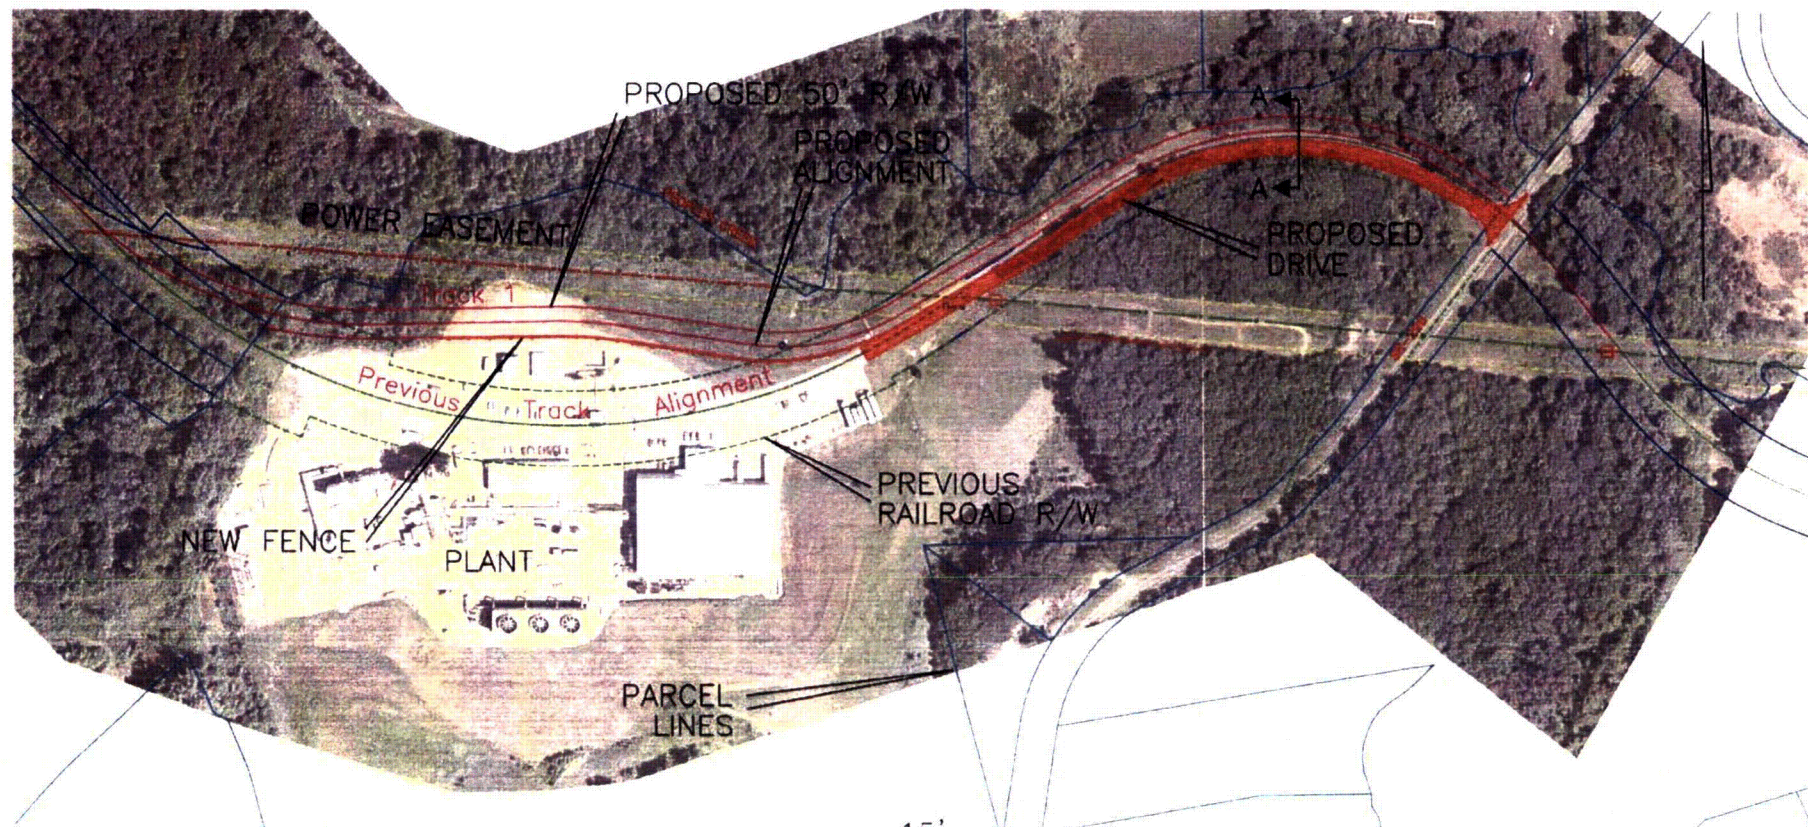 PROPOSED 50' R/W
PROPOSED
ALIGNMENT
A
A
POWER EASEMENT
PROPOSED
DRIVE
Track 1
Previous Track Alignment
PREVIOUS
RAILROAD R/W
NEW FENCE
PLANT
PARCEL
LINES
15'